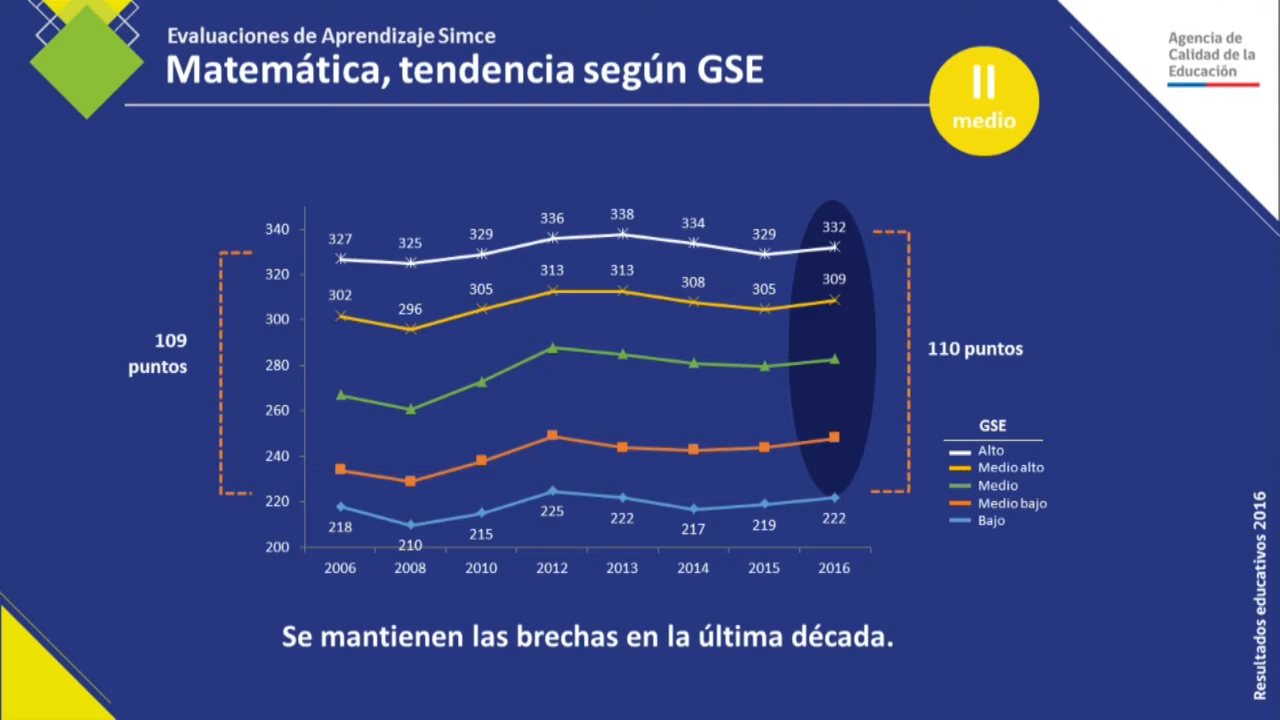 Evaluaciones de Aprendizaje Simce
Matemática, tendencia según GSE
II
medio
Agencia de
Calidad de la
Educación
340
320
300
280
260
240
220
200
327
325
329
336
338
334
329
332
302
296
305
313
313
308
305
309
218
210
215
225
222
217
219
222
2006
2008
2010
2012
2013
2014
2015
2016
109
puntos
110 puntos
GSE
Alto
Medio alto
Medio
Medio bajo
Bajo
Se mantienen las brechas en la última década.
Resultados educativos 2016